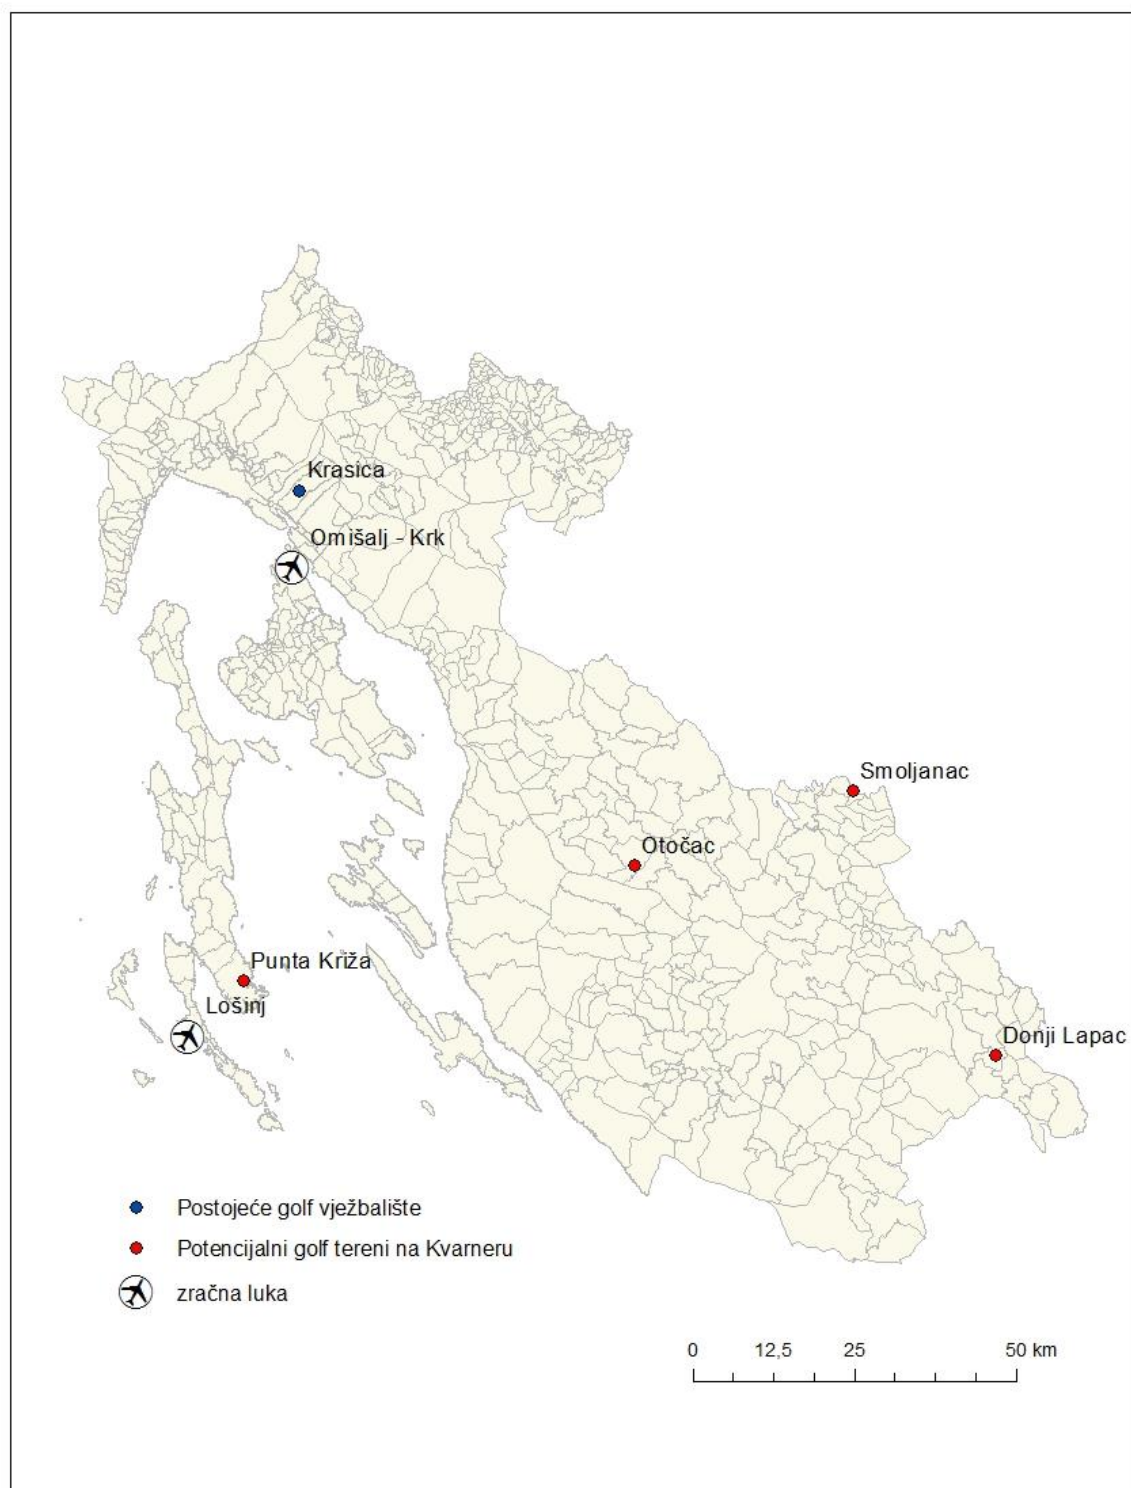 Krasica
Omišalj - Krk
Smoljanac
Otočac
Punta Križa
Lošinj
Donji Lapac
Postojeće golf vježbalište
Potencijalni golf tereni na Kvarneru
zračna luka
0 12,5 25 50 km